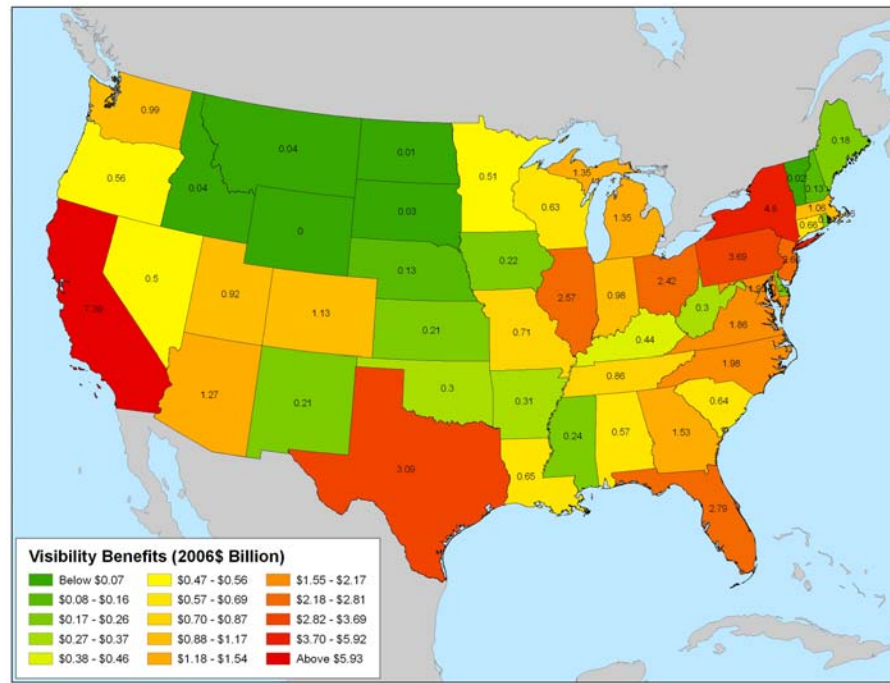 0.99
0.04
0.01
0.51
1.35
0.18
0.02
0.13
0.56
0.04
0.03
0.63
1.35
4.6
1.06
0.66
0
0.22
3.69
0.5
0.13
2.57
0.98
2.42
0.92
1.13
0.21
0.71
0.44
0.3
1.86
1.27
0.21
0.3
0.31
0.86
1.98
0.64
3.09
0.65
0.24
0.57
1.53
2.79
Visibility Benefits (2006$ Billion)
Below $0.07
$0.08 - $0.16
$0.17 - $0.26
$0.27 - $0.37
$0.38 - $0.46
$0.47 - $0.56
$0.57 - $0.69
$0.70 - $0.87
$0.88 - $1.17
$1.18 - $1.54
$1.55 - $2.17
$2.18 - $2.81
$2.82 - $3.69
$3.70 - $5.92
Above $5.93